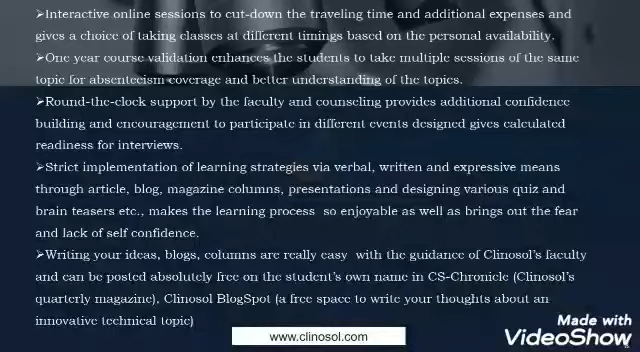 ➢Interactive online sessions to cut-down the traveling time and additional expenses and
gives a choice of taking classes at different timings based on the personal availability.
➢One year course validation enhances the students to take multiple sessions of the same
topic for absenteeism coverage and better understanding of the topics.
➢Round-the-clock support by the faculty and counseling provides additional confidence
building and encouragement to participate in different events designed gives calculated
readiness for interviews.
➢Strict implementation of learning strategies via verbal, written and expressive means
through article, blog, magazine columns, presentations and designing various quiz and
brain teasers etc., makes the learning process so enjoyable as well as brings out the fear
and lack of self confidence.
➢Writing your ideas, blogs, columns are really easy with the guidance of Clinosol's faculty
and can be posted absolutely free on the student's own name in CS-Chronicle (Clinosol's
quarterly magazine), Clinosol BlogSpot (a free space to write your thoughts about an
innovative technical topic)
www.clinosol.com
Made with
VideoShow